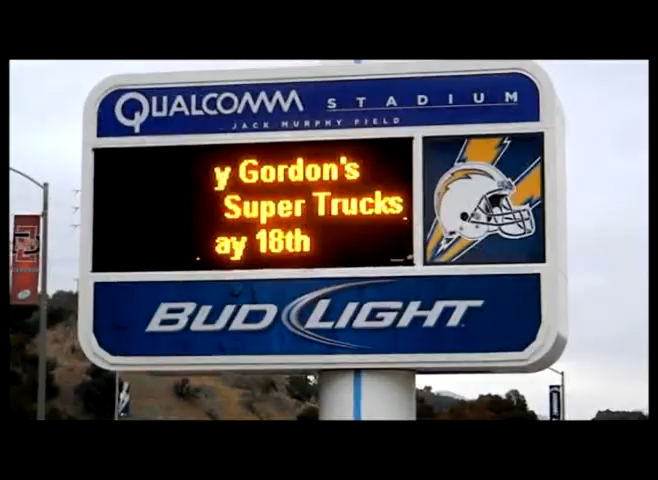 QUALCOMM STADIUM
JACK MURPHY FIELD
y Gordon's
Super Trucks
ay 18th
BUD LIGHT